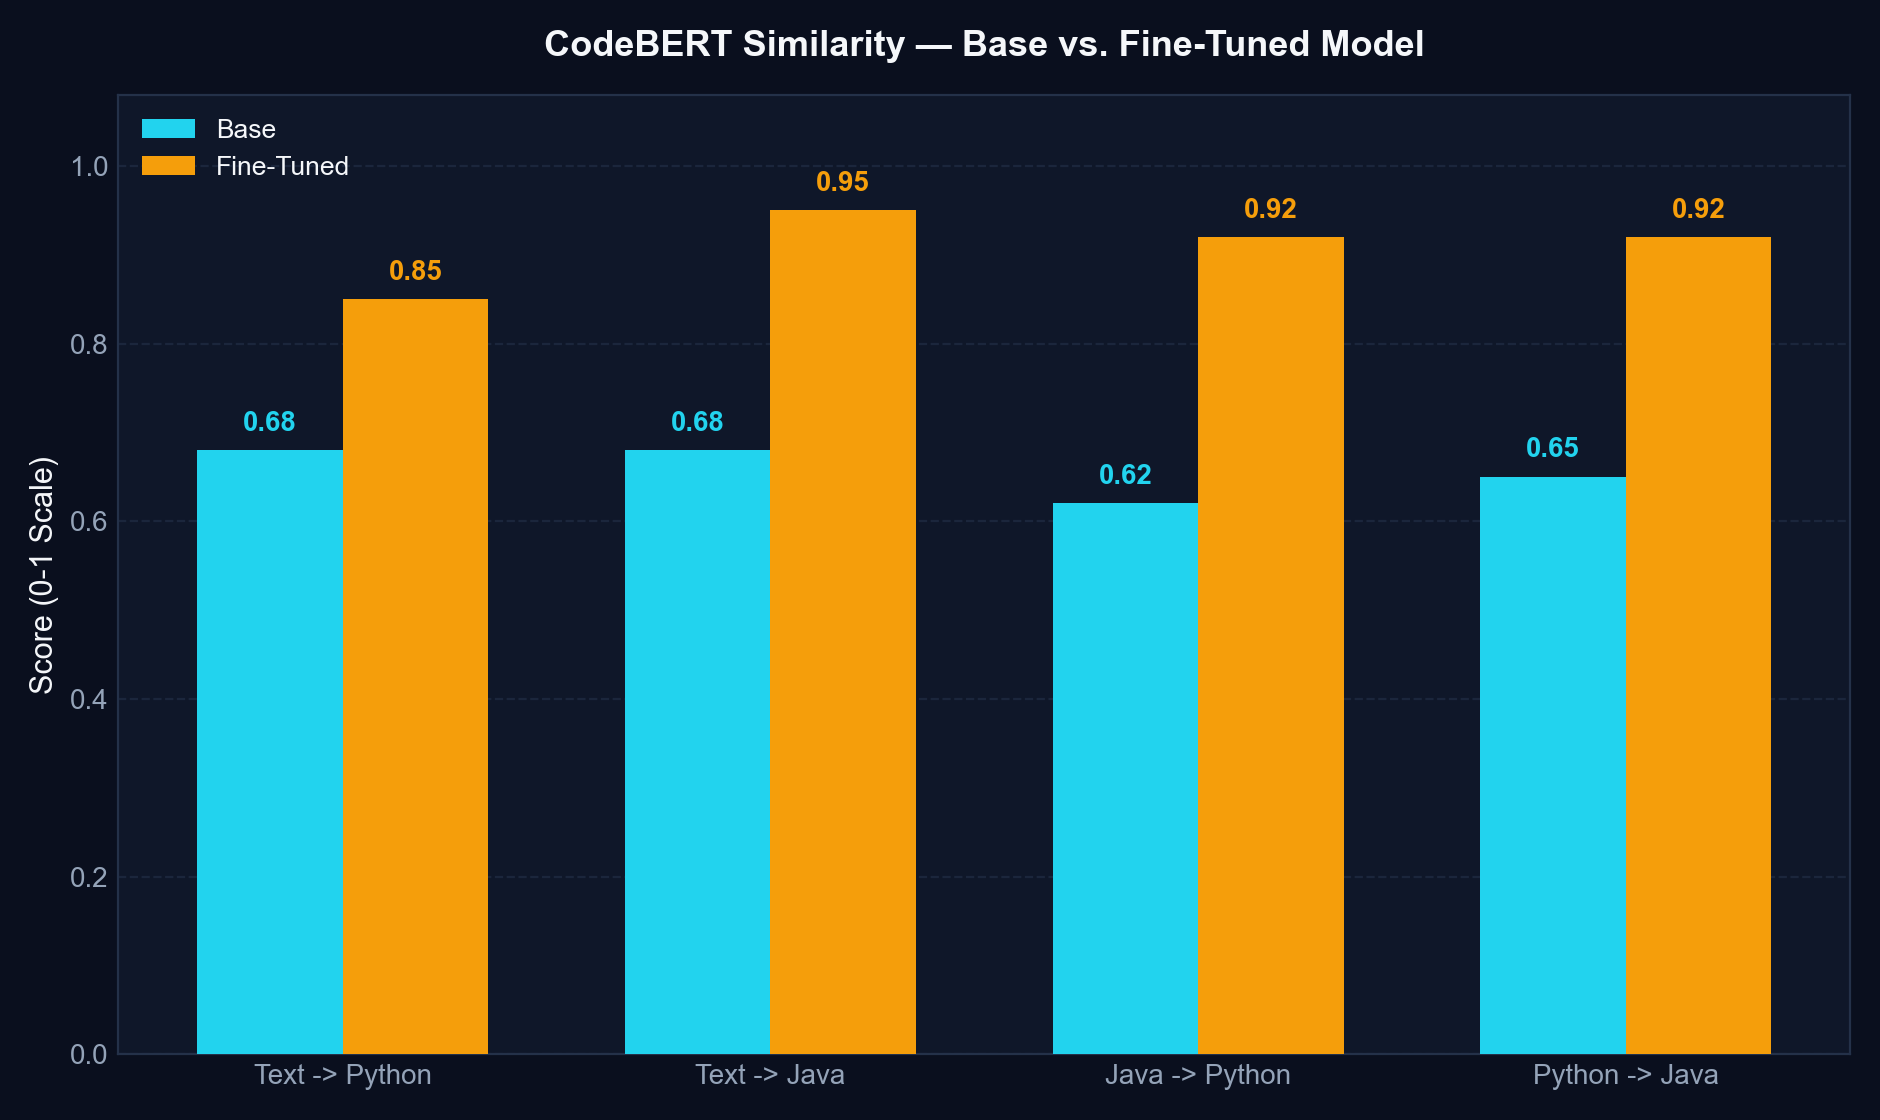 CodeBERT Similarity — Base vs. Fine-Tuned Model
Base
Fine-Tuned
Score (0-1 Scale)
1.0
0.8
0.6
0.4
0.2
0.0
0.68
0.85
0.68
0.95
0.62
0.92
0.65
0.92
Text -> Python
Text -> Java
Java -> Python
Python -> Java